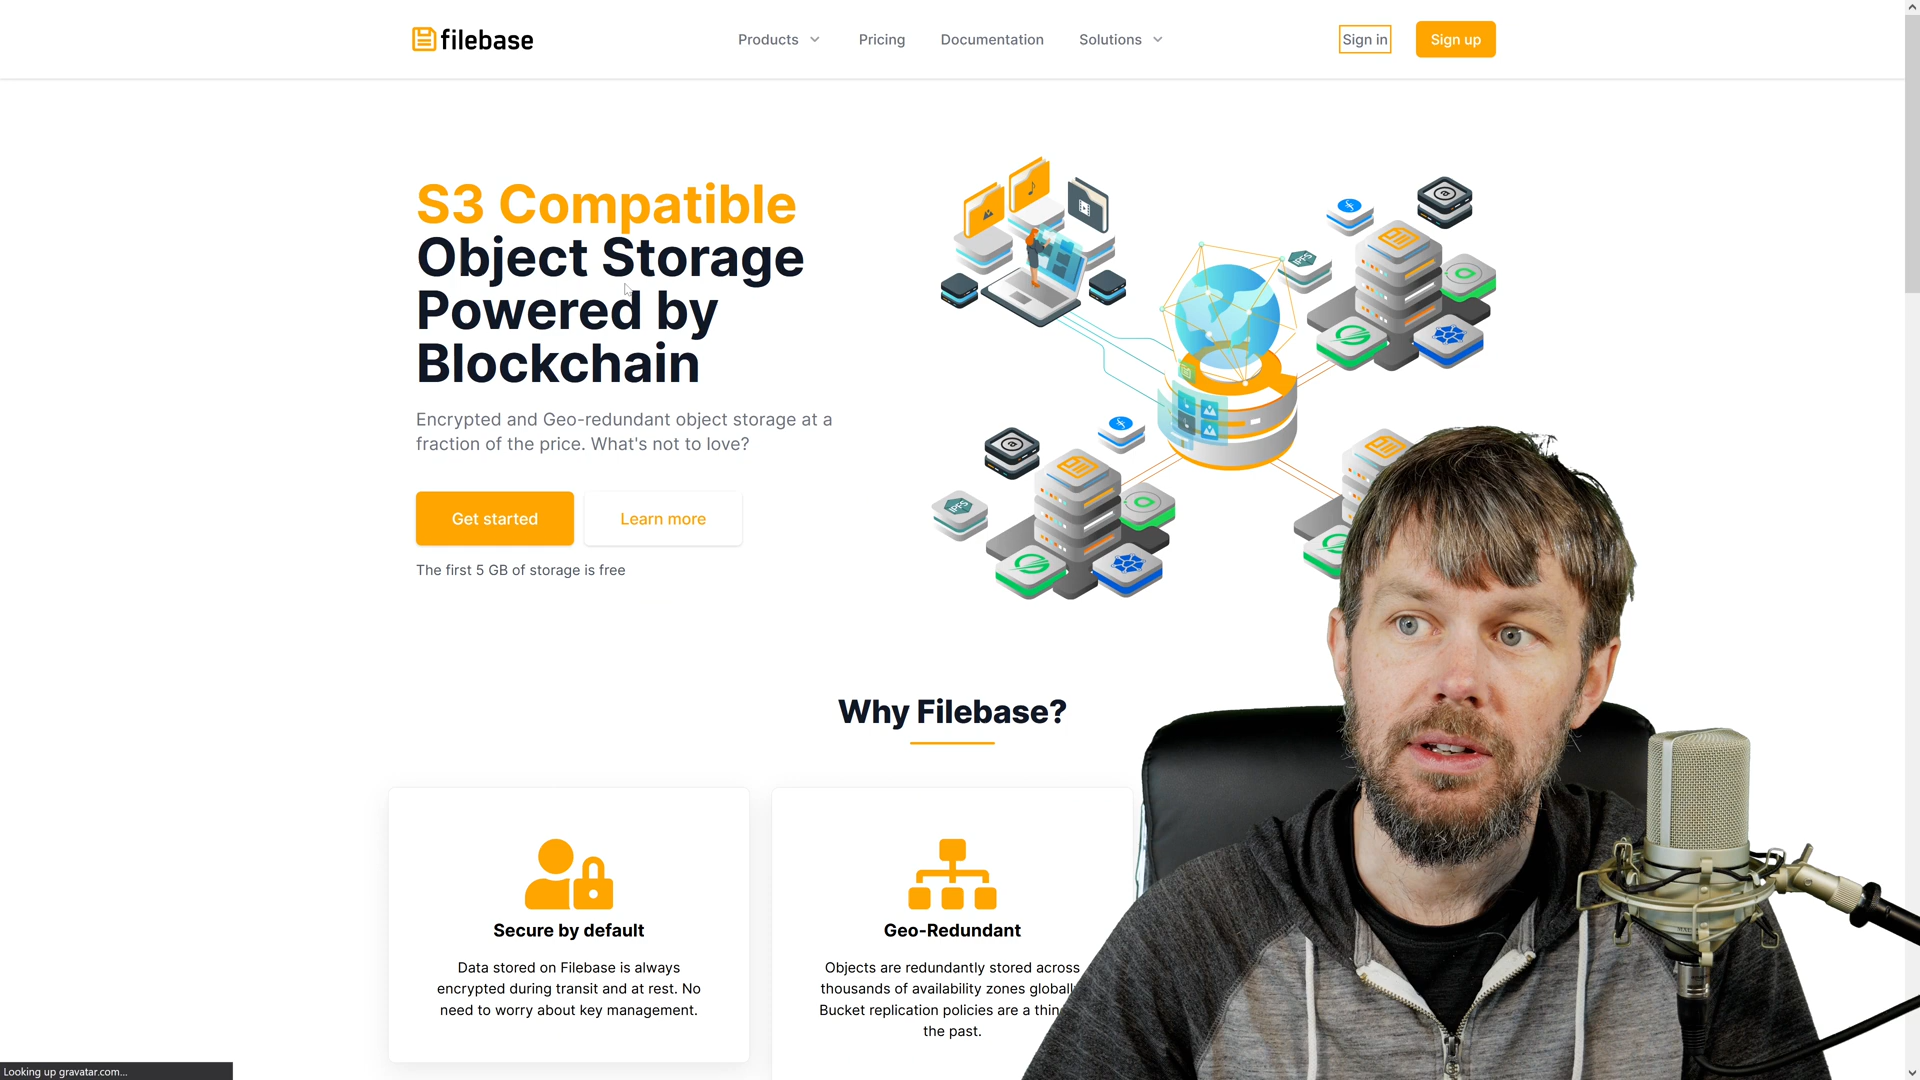 filebase
Products
Pricing
Documentation
Solutions
Sign in
Sign up
S3 Compatible
Object Storage
Powered by
Blockchain
Encrypted and Geo-redundant object storage at a
fraction of the price. What's not to love?
Get started
Learn more
The first 5 GB of storage is free
IPFS
IPFS
Why Filebase?
Secure by default
Data stored on Filebase is always
encrypted during transit and at rest. No
need to worry about key management.
Geo-Redundant
Objects are redundantly stored across
thousands of availability zones globall
Bucket replication policies are a thin
the past.
Looking up gravatar.com...